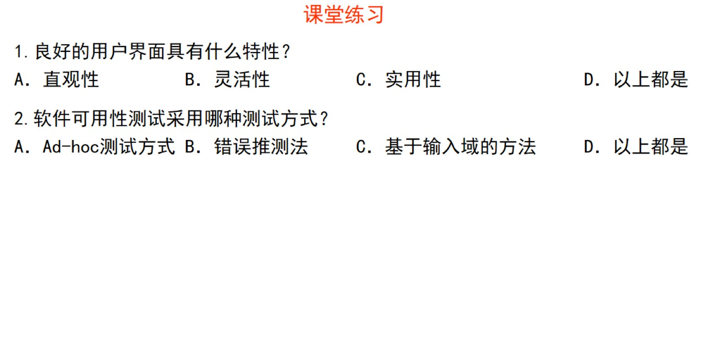 课堂练习
1.良好的用户界面具有什么特性？
A. 直观性 B. 灵活性 C. 实用性 D. 以上都是
2.软件可用性测试采用哪种测试方式？
A. Ad-hoc测试方式 B. 错误推测法 C. 基于输入域的方法 D. 以上都是